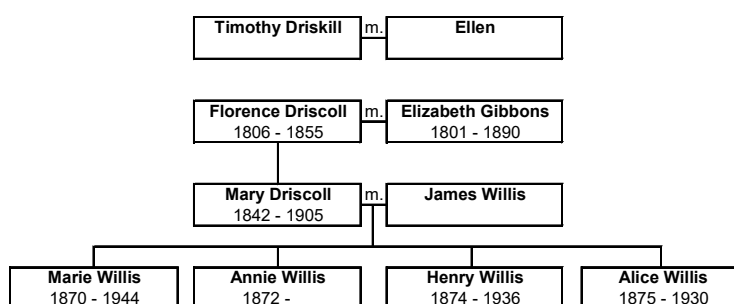 Timothy Driskill m. Ellen
Florence Driscoll m. Elizabeth Gibbons
1806 - 1855 1801 - 1890
Mary Driscoll m. James Willis
1842 - 1905
Marie Willis Annie Willis Henry Willis Alice Willis
1870 - 1944 1872 - 1874 - 1936 1875 - 1930